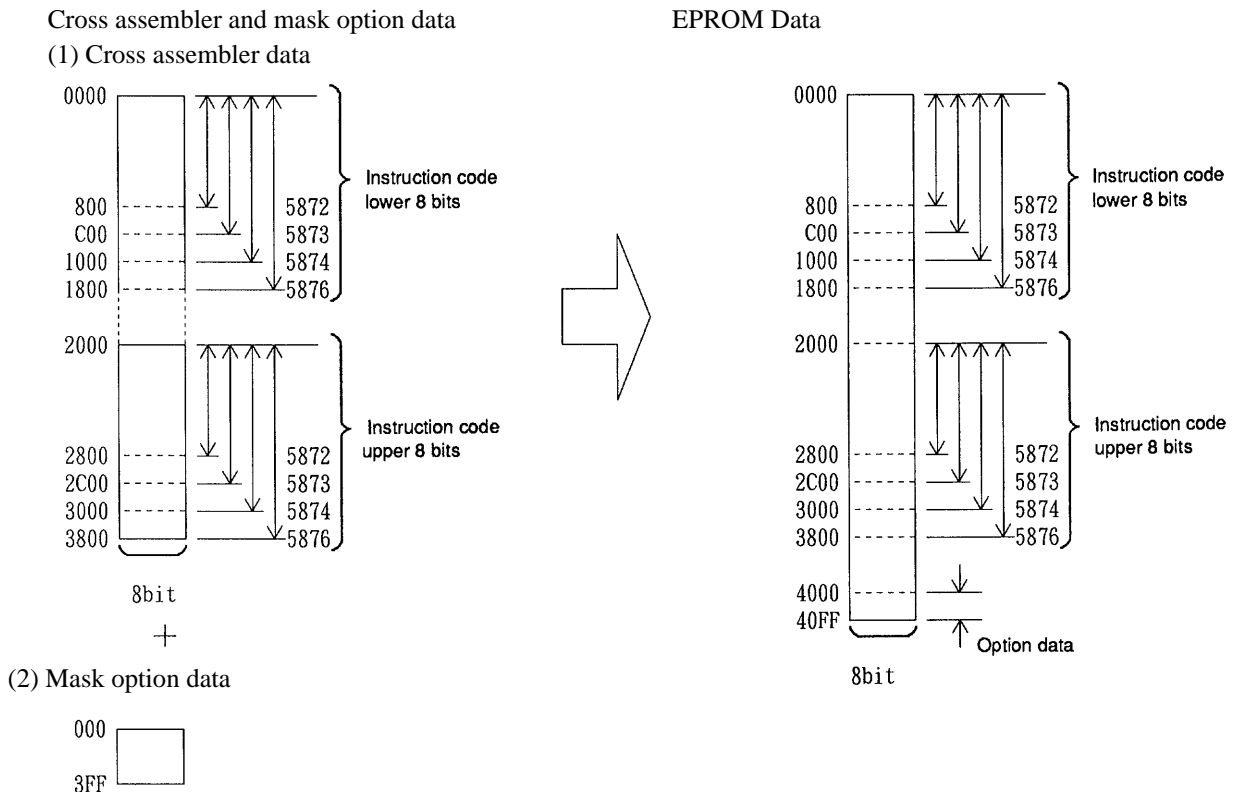 Cross assembler and mask option data
(1) Cross assembler data
0000
800 5872
C00 5873
1000 5874
1800 5876
Instruction code
lower 8 bits
2000
2800 5872
2C00 5873
3000 5874
3800 5876
Instruction code
upper 8 bits
8bit
+
(2) Mask option data
000
3FF
EPROM Data
0000
800 5872
C00 5873
1000 5874
1800 5876
Instruction code
lower 8 bits
2000
2800 5872
2C00 5873
3000 5874
3800 5876
Instruction code
upper 8 bits
4000
40FF
Option data
8bit